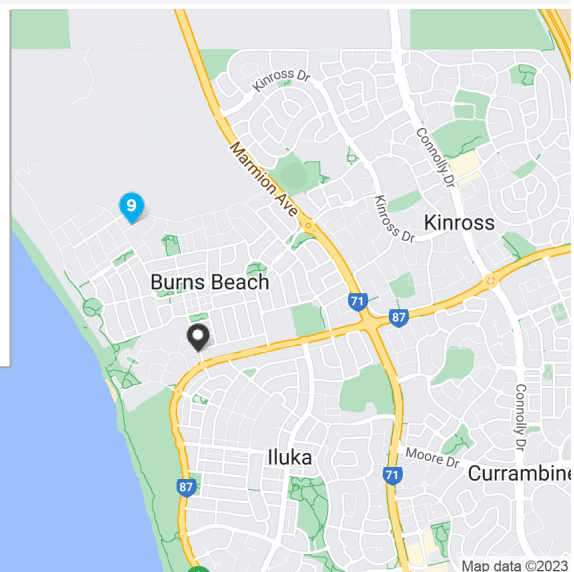 Kinross Dr
Marmion Ave
Connolly Dr
9
Kinross Dr
Kinross
Burns Beach
71
87
Connolly Dr
Iluka
Moore Dr
71
Currambine
87
Map data ©2023